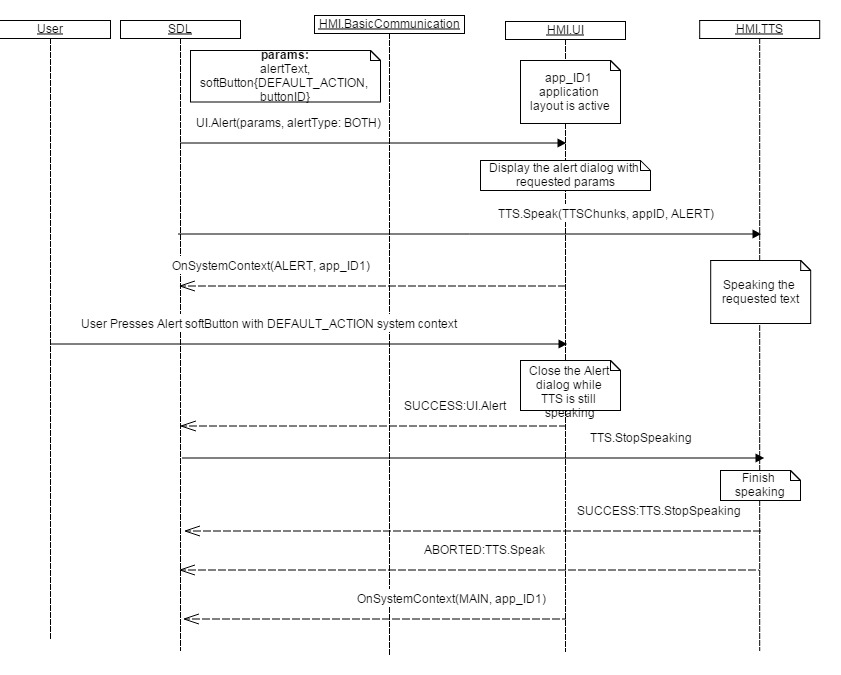 User
SDL
HMI.BasicCommunication
HMI.UI
HMI.TTS
params:
alertText,
softButton{DEFAULT_ACTION,
buttonID}
app_ID1
application
layout is active
UI.Alert(params, alertType: BOTH)
Display the alert dialog with
requested params
TTS.Speak(TTSChunks, appID, ALERT)
OnSystemContext(ALERT, app_ID1)
Speaking the
requested text
User Presses Alert softButton with DEFAULT_ACTION system context
Close the Alert
dialog while
TTS is still
speaking
SUCCESS:UI.Alert
TTS.StopSpeaking
Finish
speaking
SUCCESS:TTS.StopSpeaking
ABORTED:TTS.Speak
OnSystemContext(MAIN, app_ID1)